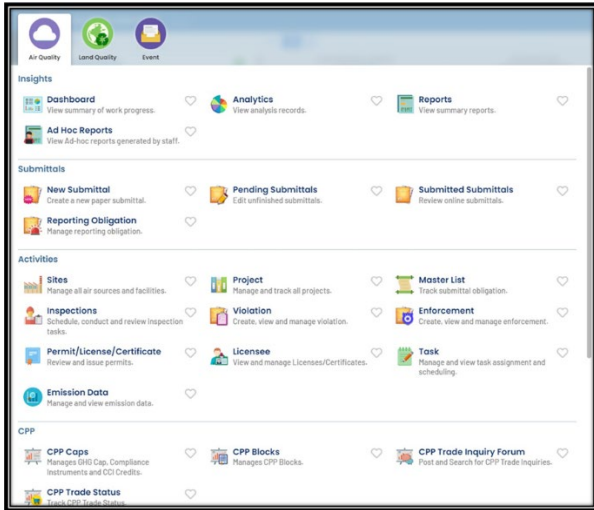 Air Quality
Land Quality
Event
Insights
Dashboard
View summary of work progress.
Analytics
View analysis records.
Reports
View summary reports.
Ad Hoc Reports
View Ad-hoc reports generated by staff.
Submittals
New Submittal
Create a new paper submittal.
Pending Submittals
Edit unfinished submittals.
Submitted Submittals
Review online submittals.
Reporting Obligation
Manage reporting obligation.
Activities
Sites
Manage all air sources and facilities.
Project
Manage and track all projects.
Master List
Track submittal obligation.
Inspections
Schedule, conduct and review inspection
tasks.
Violation
Create, view and manage violation.
Enforcement
Create, view and manage enforcement.
Permit/License/Certificate
Review and issue permits.
Licensee
View and manage Licenses/Certificates.
Task
Manage and view task assignment and
scheduling.
Emission Data
Manage and view emission data.
CPP
CPP Caps
Manages GHG Cap, Compliance
Instruments and CCI Credits.
CPP Blocks
Manages CPP Blocks.
CPP Trade Inquiry Forum
Post and Search for CPP Trade Inquiries.
CPP Trade Status
Track CPP Trade Status.